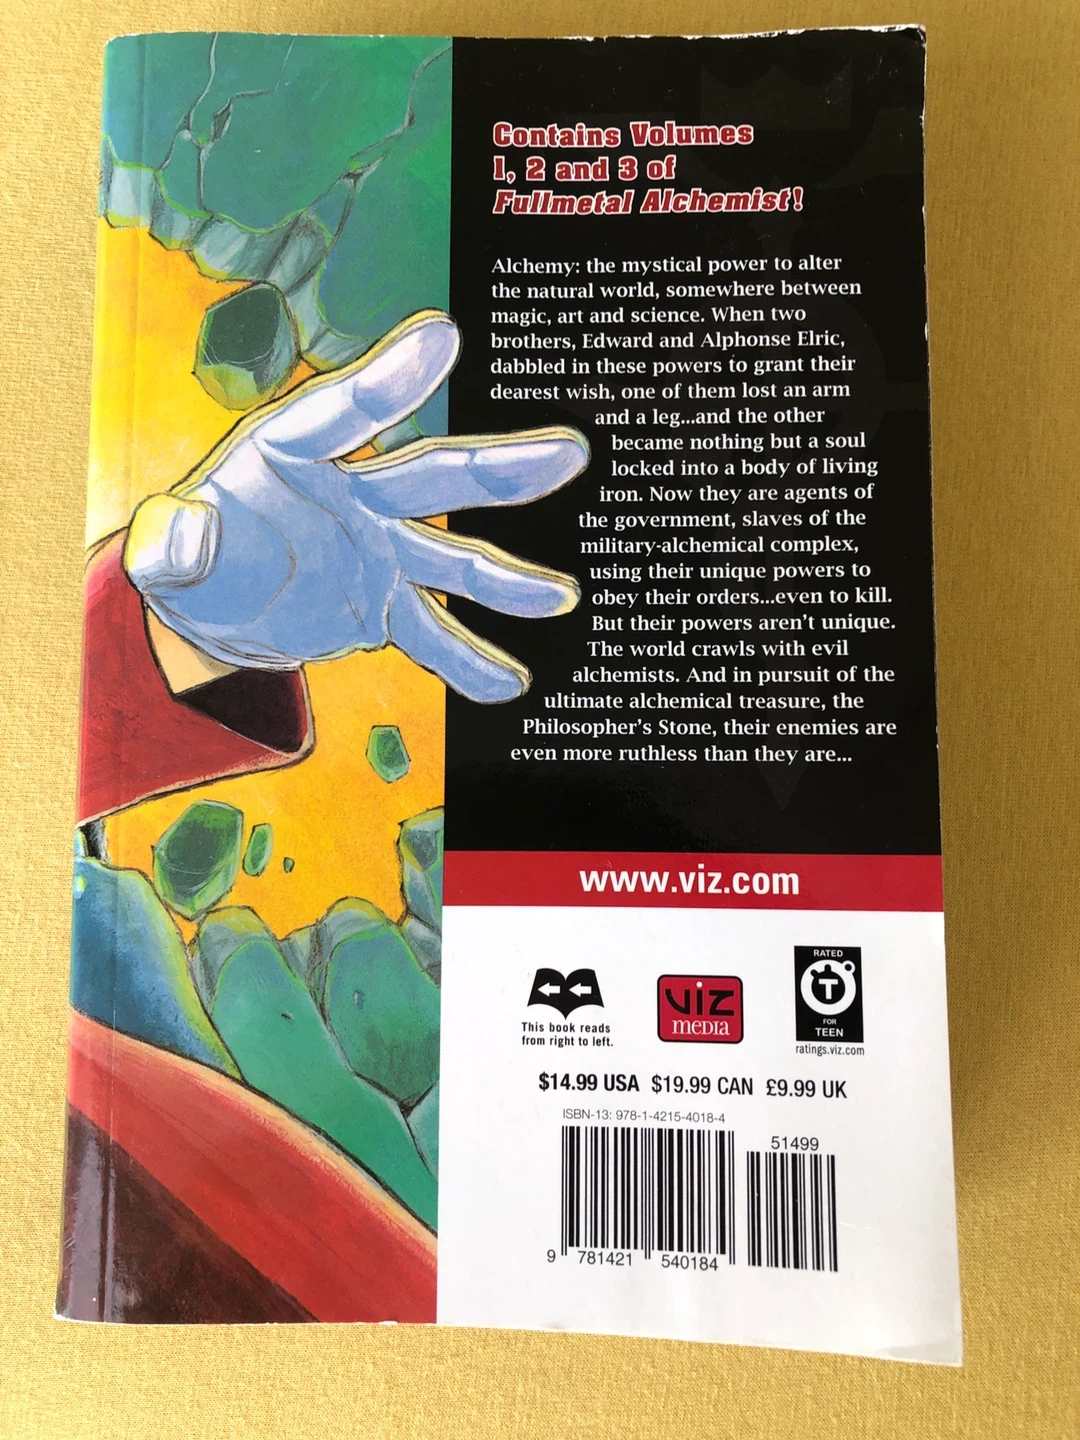 Contains Volumes
1, 2 and 3 of
Fullmetal Alchemist!
Alchemy: the mystical power to alter
the natural world, somewhere between
magic, art and science. When two
brothers, Edward and Alphonse Elric,
dabbled in these powers to grant their
dearest wish, one of them lost an arm
and a leg...and the other
became nothing but a soul
locked into a body of living
iron. Now they are agents of
the government, slaves of the
military-alchemical complex,
using their unique powers to
obey their orders...even to kill.
But their powers aren't unique.
The world crawls with evil
alchemists. And in pursuit of the
ultimate alchemical treasure, the
Philosopher's Stone, their enemies are
even more ruthless than they are...
www.viz.com
This book reads
from right to left.
VIZ
MEDIA
RATED
T
FOR
TEEN
ratings.viz.com
$14.99 USA $19.99 CAN £9.99 UK
ISBN-13: 978-1-4215-4018-4
51499
9 781421 540184